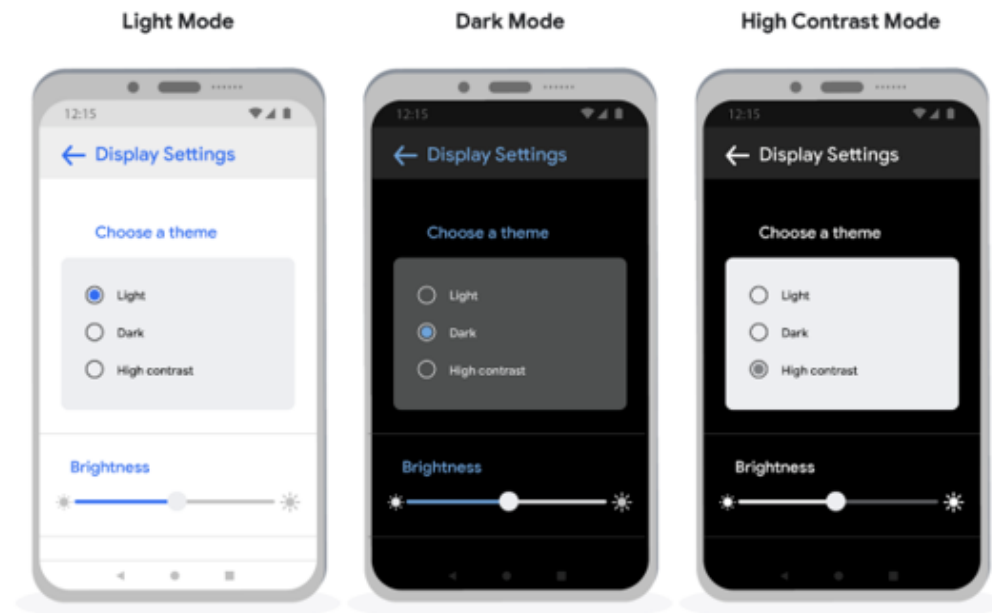 Light Mode
Dark Mode
High Contrast Mode
12:15
Display Settings
Choose a theme
Light
Dark
High contrast
Brightness
12:15
Display Settings
Choose a theme
Light
Dark
High contrast
Brightness
12:15
Display Settings
Choose a theme
Light
Dark
High contrast
Brightness